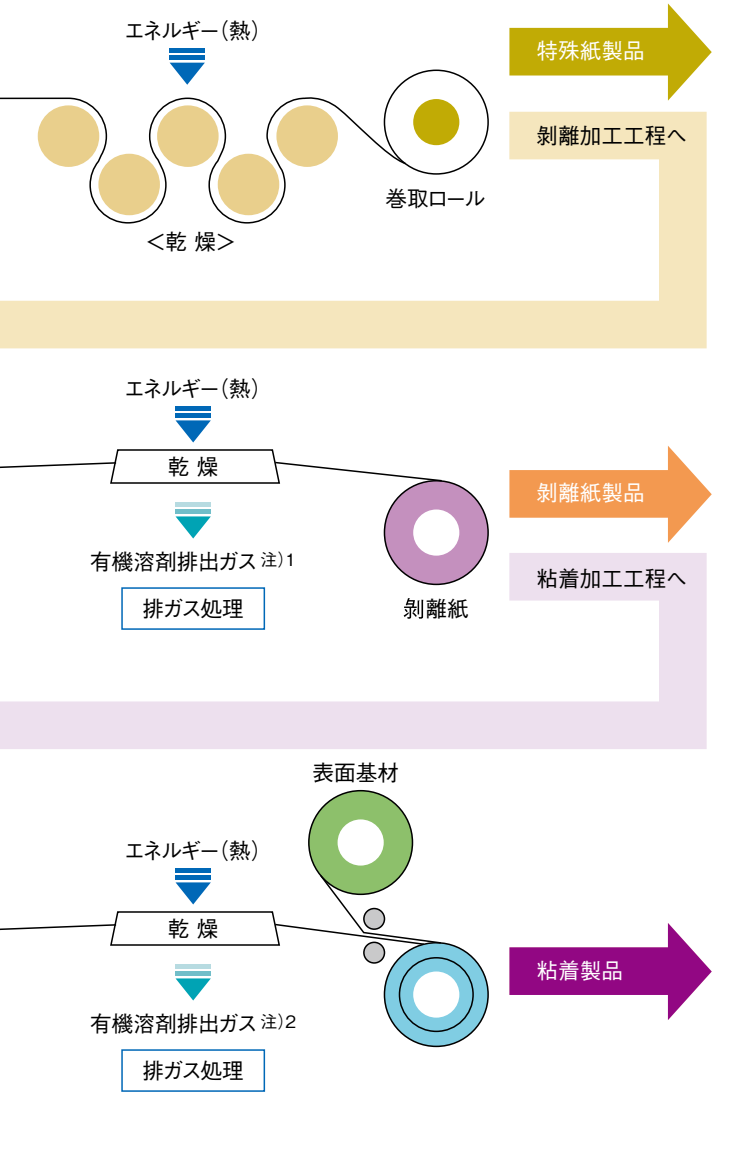 エネルギー(熱)
特殊紙製品
剝離加工工程へ
巻取ロール
＜乾 燥＞
エネルギー(熱)
乾 燥
剝離紙製品
有機溶剤排出ガス 注)1
粘着加工工程へ
排ガス処理
剝離紙
表面基材
エネルギー(熱)
乾 燥
粘着製品
有機溶剤排出ガス 注)2
排ガス処理